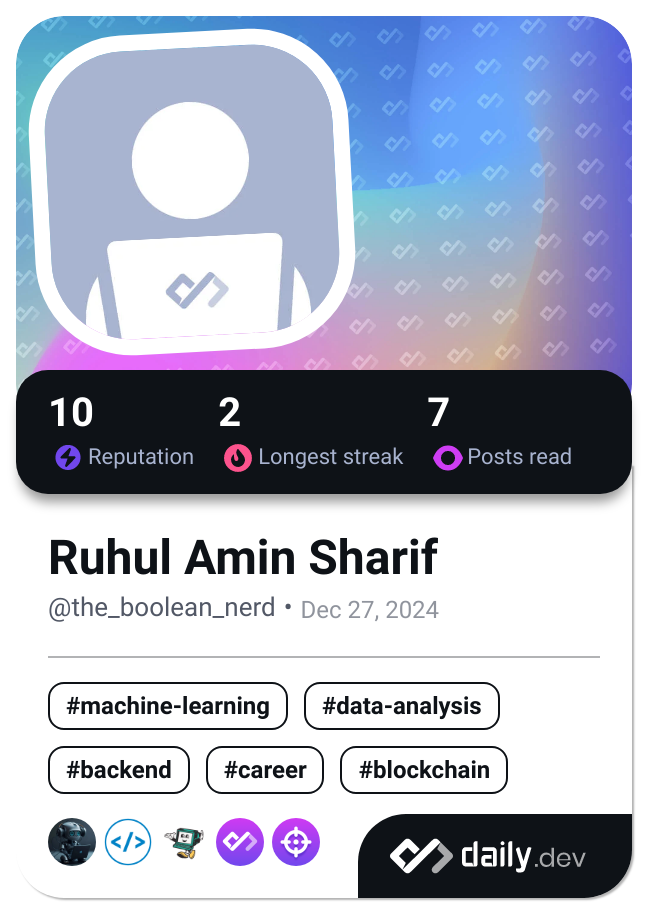 10 2 7
Reputation Longest streak Posts read
Ruhul Amin Sharif
@the_boolean_nerd • Dec 27, 2024
#machine-learning #data-analysis
#backend #career #blockchain
</>
daily.dev